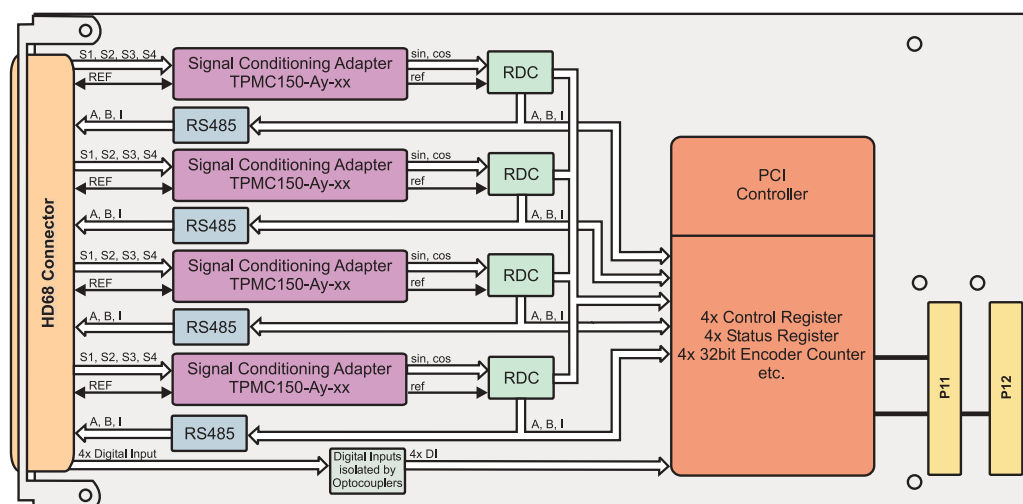 HD68 Connector
S1, S2, S3, S4
REF
Signal Conditioning Adapter
TPMC150-Ay-xx
sin, cos
ref
RDC
A, B, I
RS485
A, B, I
S1, S2, S3, S4
REF
Signal Conditioning Adapter
TPMC150-Ay-xx
sin, cos
ref
RDC
A, B, I
RS485
A, B, I
S1, S2, S3, S4
REF
Signal Conditioning Adapter
TPMC150-Ay-xx
sin, cos
ref
RDC
A, B, I
RS485
A, B, I
S1, S2, S3, S4
REF
Signal Conditioning Adapter
TPMC150-Ay-xx
sin, cos
ref
RDC
A, B, I
RS485
A, B, I
4x Digital Input
Digital Inputs
isolated by
Optocouplers
4x DI
PCI
Controller
4x Control Register
4x Status Register
4x 32bit Encoder Counter
etc.
P11
P12